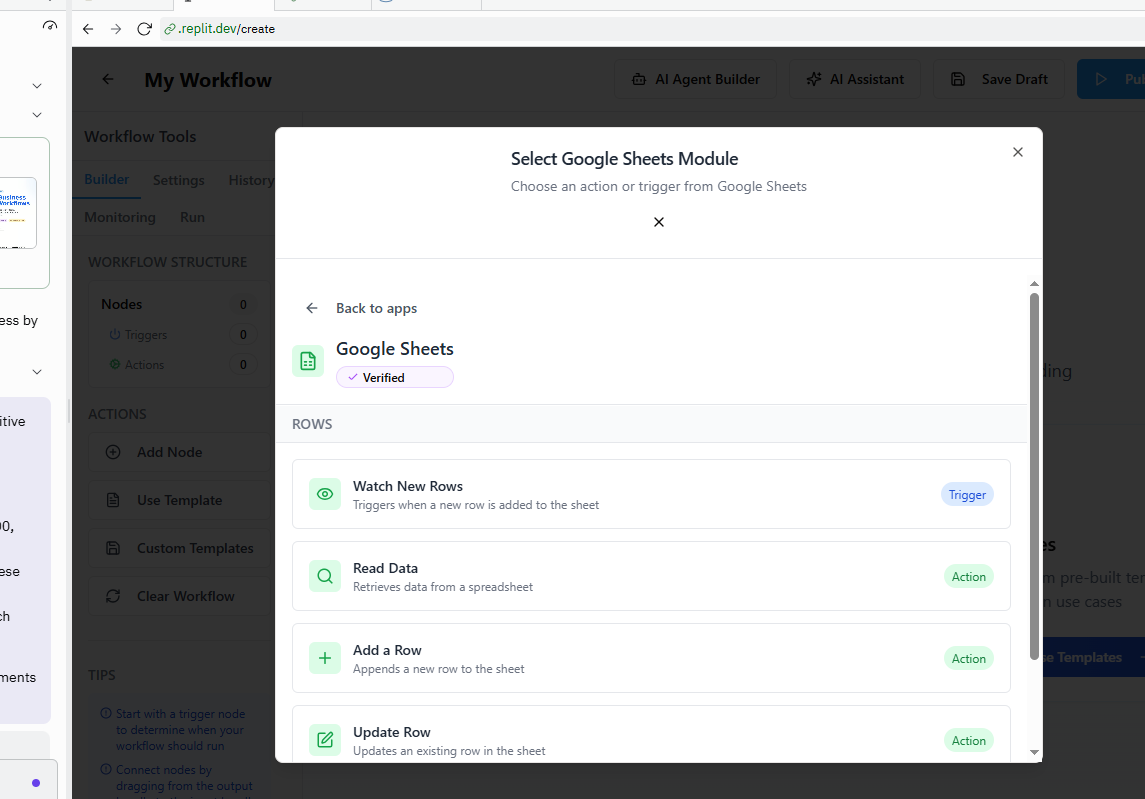 .replit.dev/create
My Workflow
AI Agent Builder
AI Assistant
Save Draft
Workflow Tools
Builder
Settings
History
Monitoring
Run
WORKFLOW STRUCTURE
Nodes
0
Triggers
0
Actions
0
ACTIONS
Add Node
Use Template
Custom Templates
Clear Workflow
TIPS
Start with a trigger node
to determine when your
workflow should run
Connect nodes by
dragging from the output
Select Google Sheets Module
Choose an action or trigger from Google Sheets
Back to apps
Google Sheets
Verified
ROWS
Watch New Rows
Triggers when a new row is added to the sheet
Trigger
Read Data
Retrieves data from a spreadsheet
Action
Add a Row
Appends a new row to the sheet
Action
Update Row
Updates an existing row in the sheet
Action
pre-built
use cases
Templates
ess by
itive
00,
ese
ch
ments